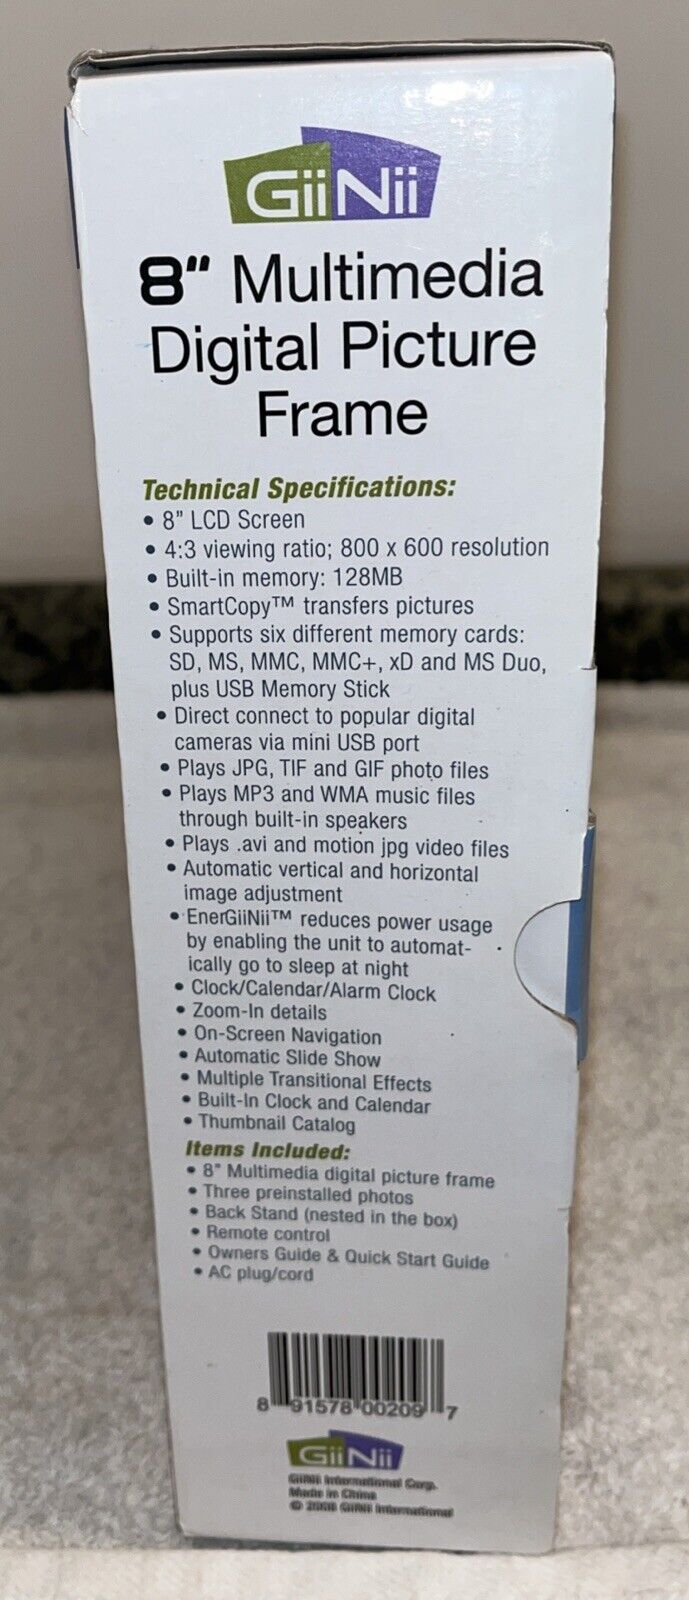 GiiNii
8" Multimedia
Digital Picture
Frame
Technical Specifications:
• 8" LCD Screen
• 4:3 viewing ratio; 800 x 600 resolution
• Built-in memory: 128MB
• SmartCopy™ transfers pictures
• Supports six different memory cards:
SD, MS, MMC, MMC+, xD and MS Duo,
plus USB Memory Stick
• Direct connect to popular digital
cameras via mini USB port
• Plays JPG, TIF and GIF photo files
• Plays MP3 and WMA music files
through built-in speakers
• Plays .avi and motion jpg video files
• Automatic vertical and horizontal
image adjustment
• EnerGiiNii™ reduces power usage
by enabling the unit to automat-
ically go to sleep at night
• Clock/Calendar/Alarm Clock
• Zoom-In details
• On-Screen Navigation
• Automatic Slide Show
• Multiple Transitional Effects
• Built-In Clock and Calendar
• Thumbnail Catalog
Items Included:
• 8" Multimedia digital picture frame
• Three preinstalled photos
• Back Stand (nested in the box)
• Remote control
• Owners Guide & Quick Start Guide
• AC plug/cord
8 91578 00209 7
GiiNii
GiiNii International Corp.
Made in China
© 2008 GiiNii International